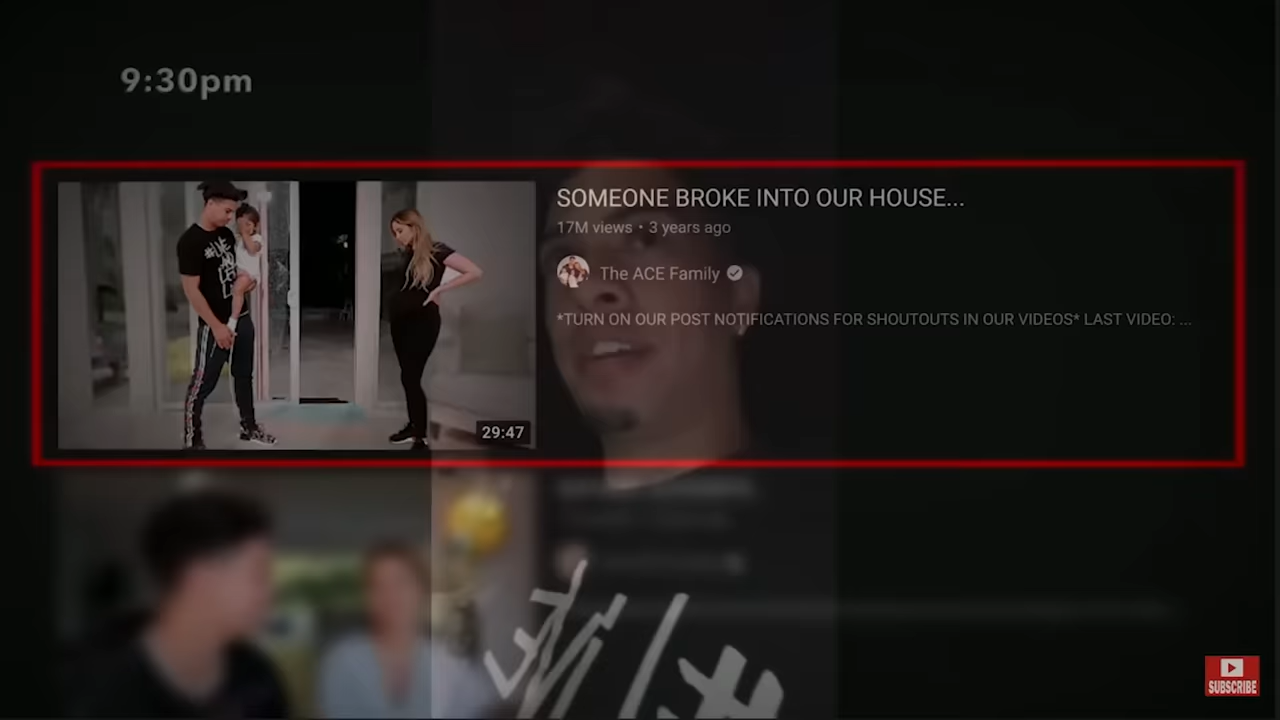 9:30pm
SOMEONE BROKE INTO OUR HOUSE...
17M views • 3 years ago
The ACE Family
*TURN ON OUR POST NOTIFICATIONS FOR SHOUTOUTS IN OUR VIDEOS* LAST VIDEO: ...
29:47
SUBSCRIBE